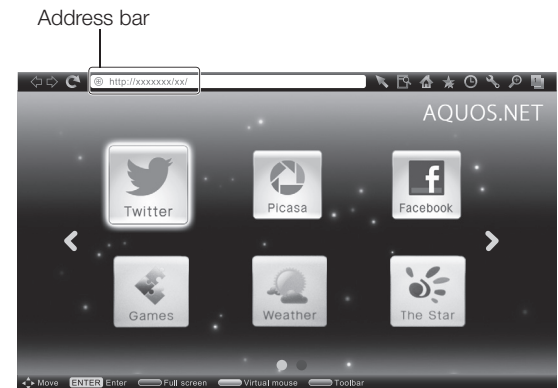 Address bar
http://xxxxxxx/xx/
AQUOS.NET
Twitter
Picasa
Facebook
Games
Weather
The Star
Move ENTER Enter Full screen Virtual mouse Toolbar